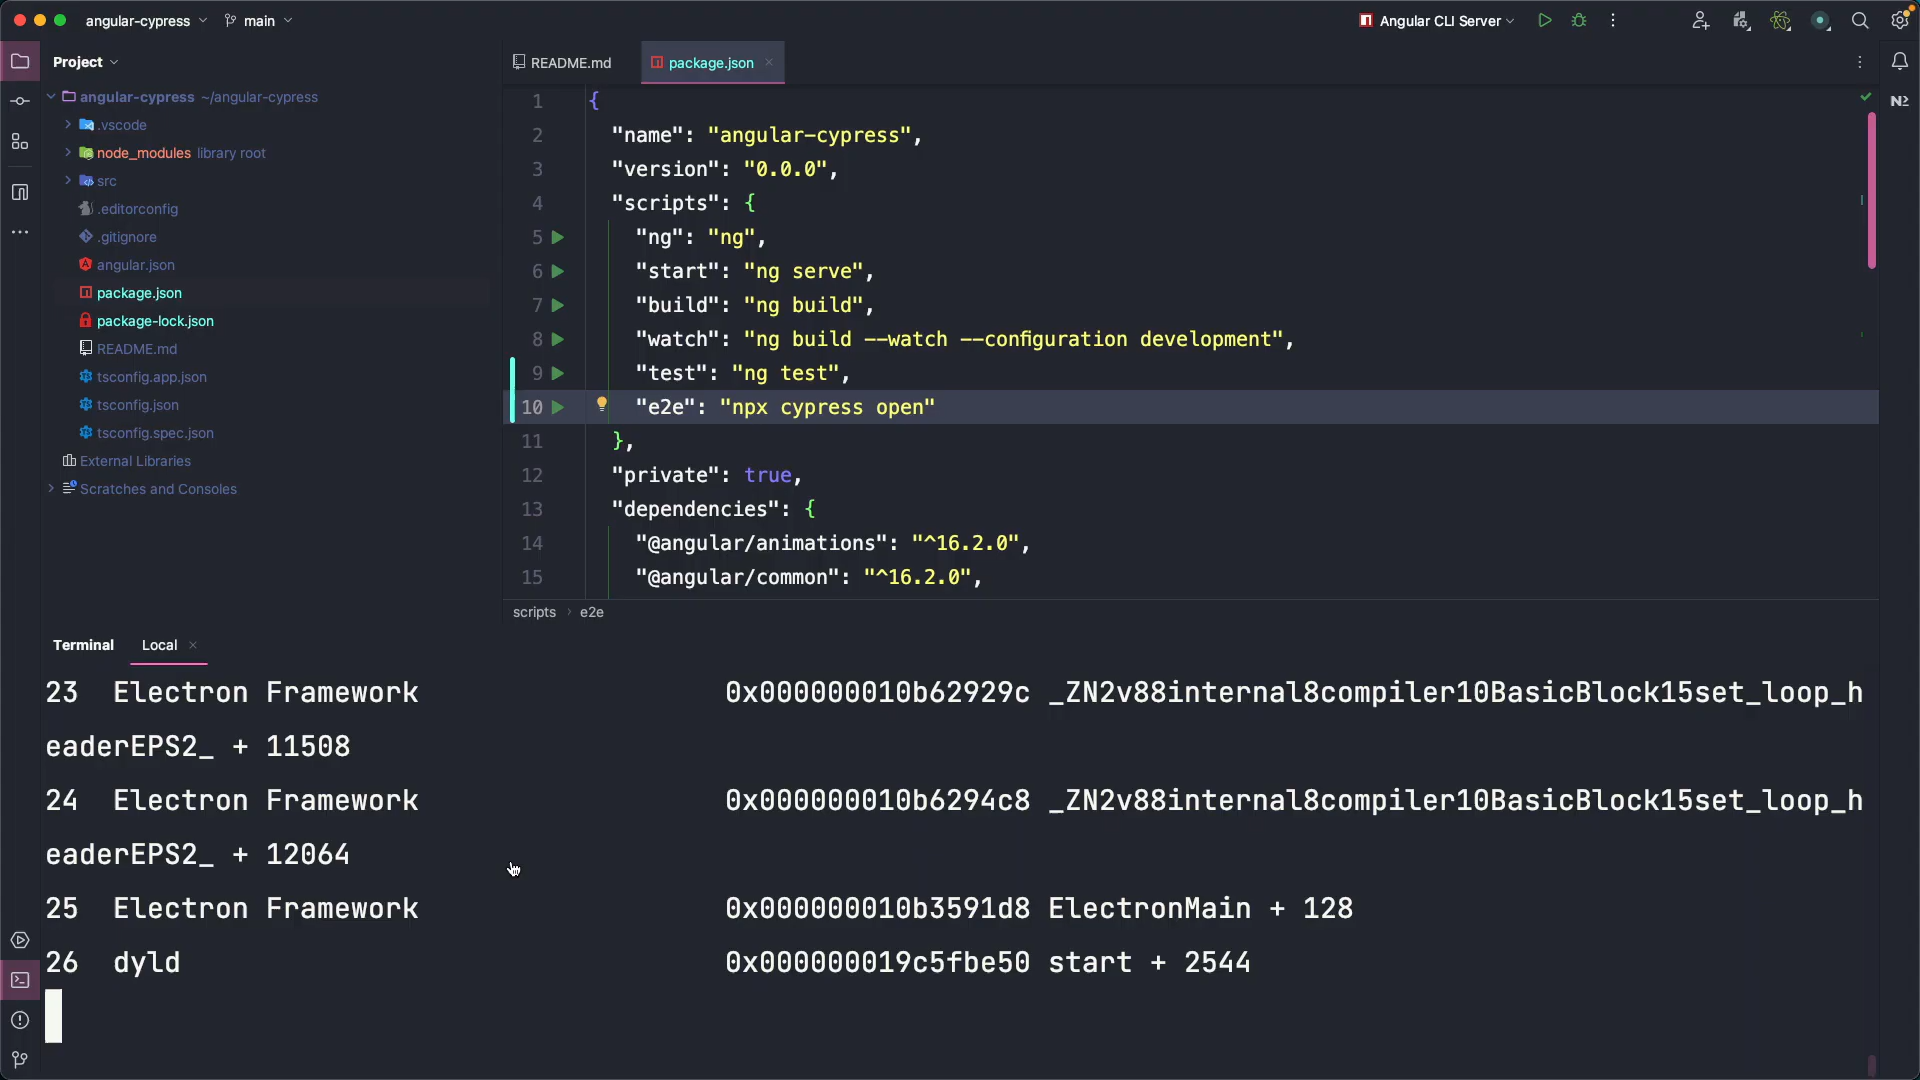 angular-cypress
main
Angular CLI Server
Project
README.md
package.json
angular-cypress ~/angular-cypress
.vscode
node_modules library root
src
.editorconfig
.gitignore
angular.json
package.json
package-lock.json
README.md
tsconfig.app.json
tsconfig.json
tsconfig.spec.json
External Libraries
Scratches and Consoles
1 {
2 "name": "angular-cypress",
3 "version": "0.0.0",
4 "scripts": {
5 "ng": "ng",
6 "start": "ng serve",
7 "build": "ng build",
8 "watch": "ng build --watch --configuration development",
9 "test": "ng test",
10 "e2e": "npx cypress open"
11 },
12 "private": true,
13 "dependencies": {
14 "@angular/animations": "^16.2.0",
15 "@angular/common": "^16.2.0",
scripts › e2e
Terminal Local
23 Electron Framework 0x000000010b62929c _ZN2v88internal8compiler10BasicBlock15set_loop_h
eaderEPS2_ + 11508
24 Electron Framework 0x000000010b6294c8 _ZN2v88internal8compiler10BasicBlock15set_loop_h
eaderEPS2_ + 12064
25 Electron Framework 0x000000010b3591d8 ElectronMain + 128
26 dyld 0x000000019c5fbe50 start + 2544